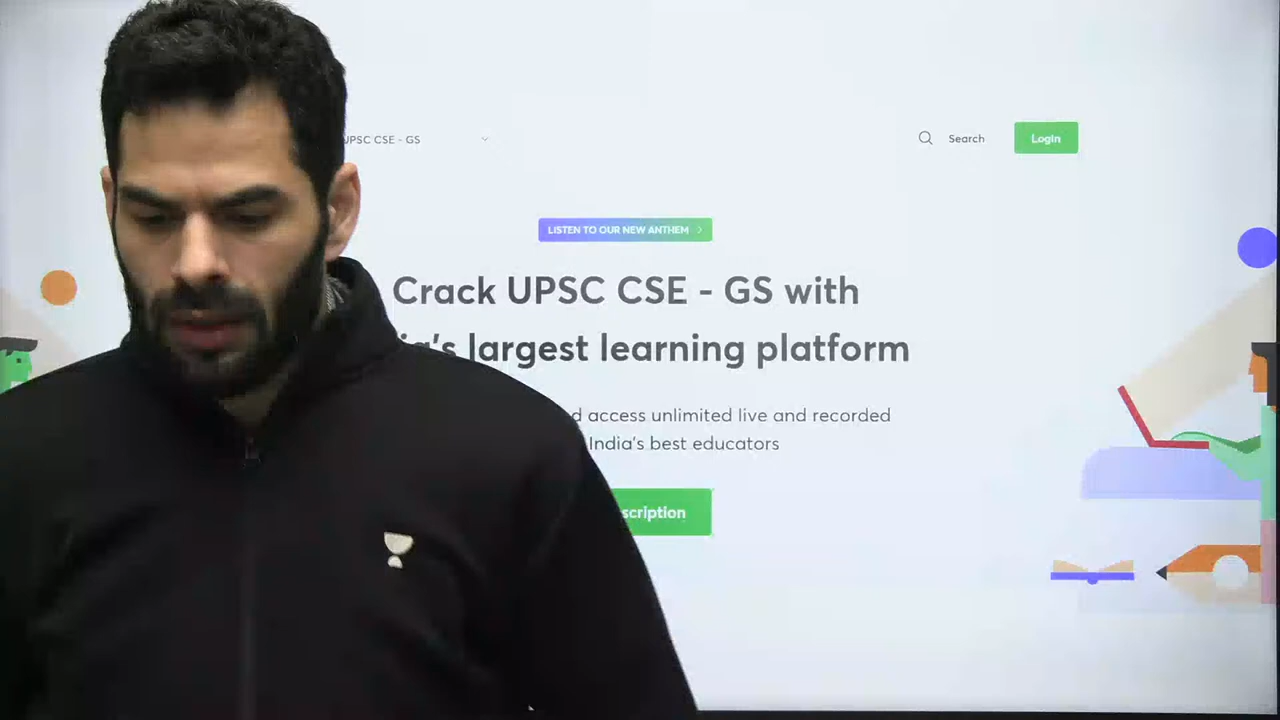 UPSC CSE - GS
Search
Login
LISTEN TO OUR NEW ANTHEM
Crack UPSC CSE - GS with
largest learning platform
access unlimited live and recorded
India's best educators